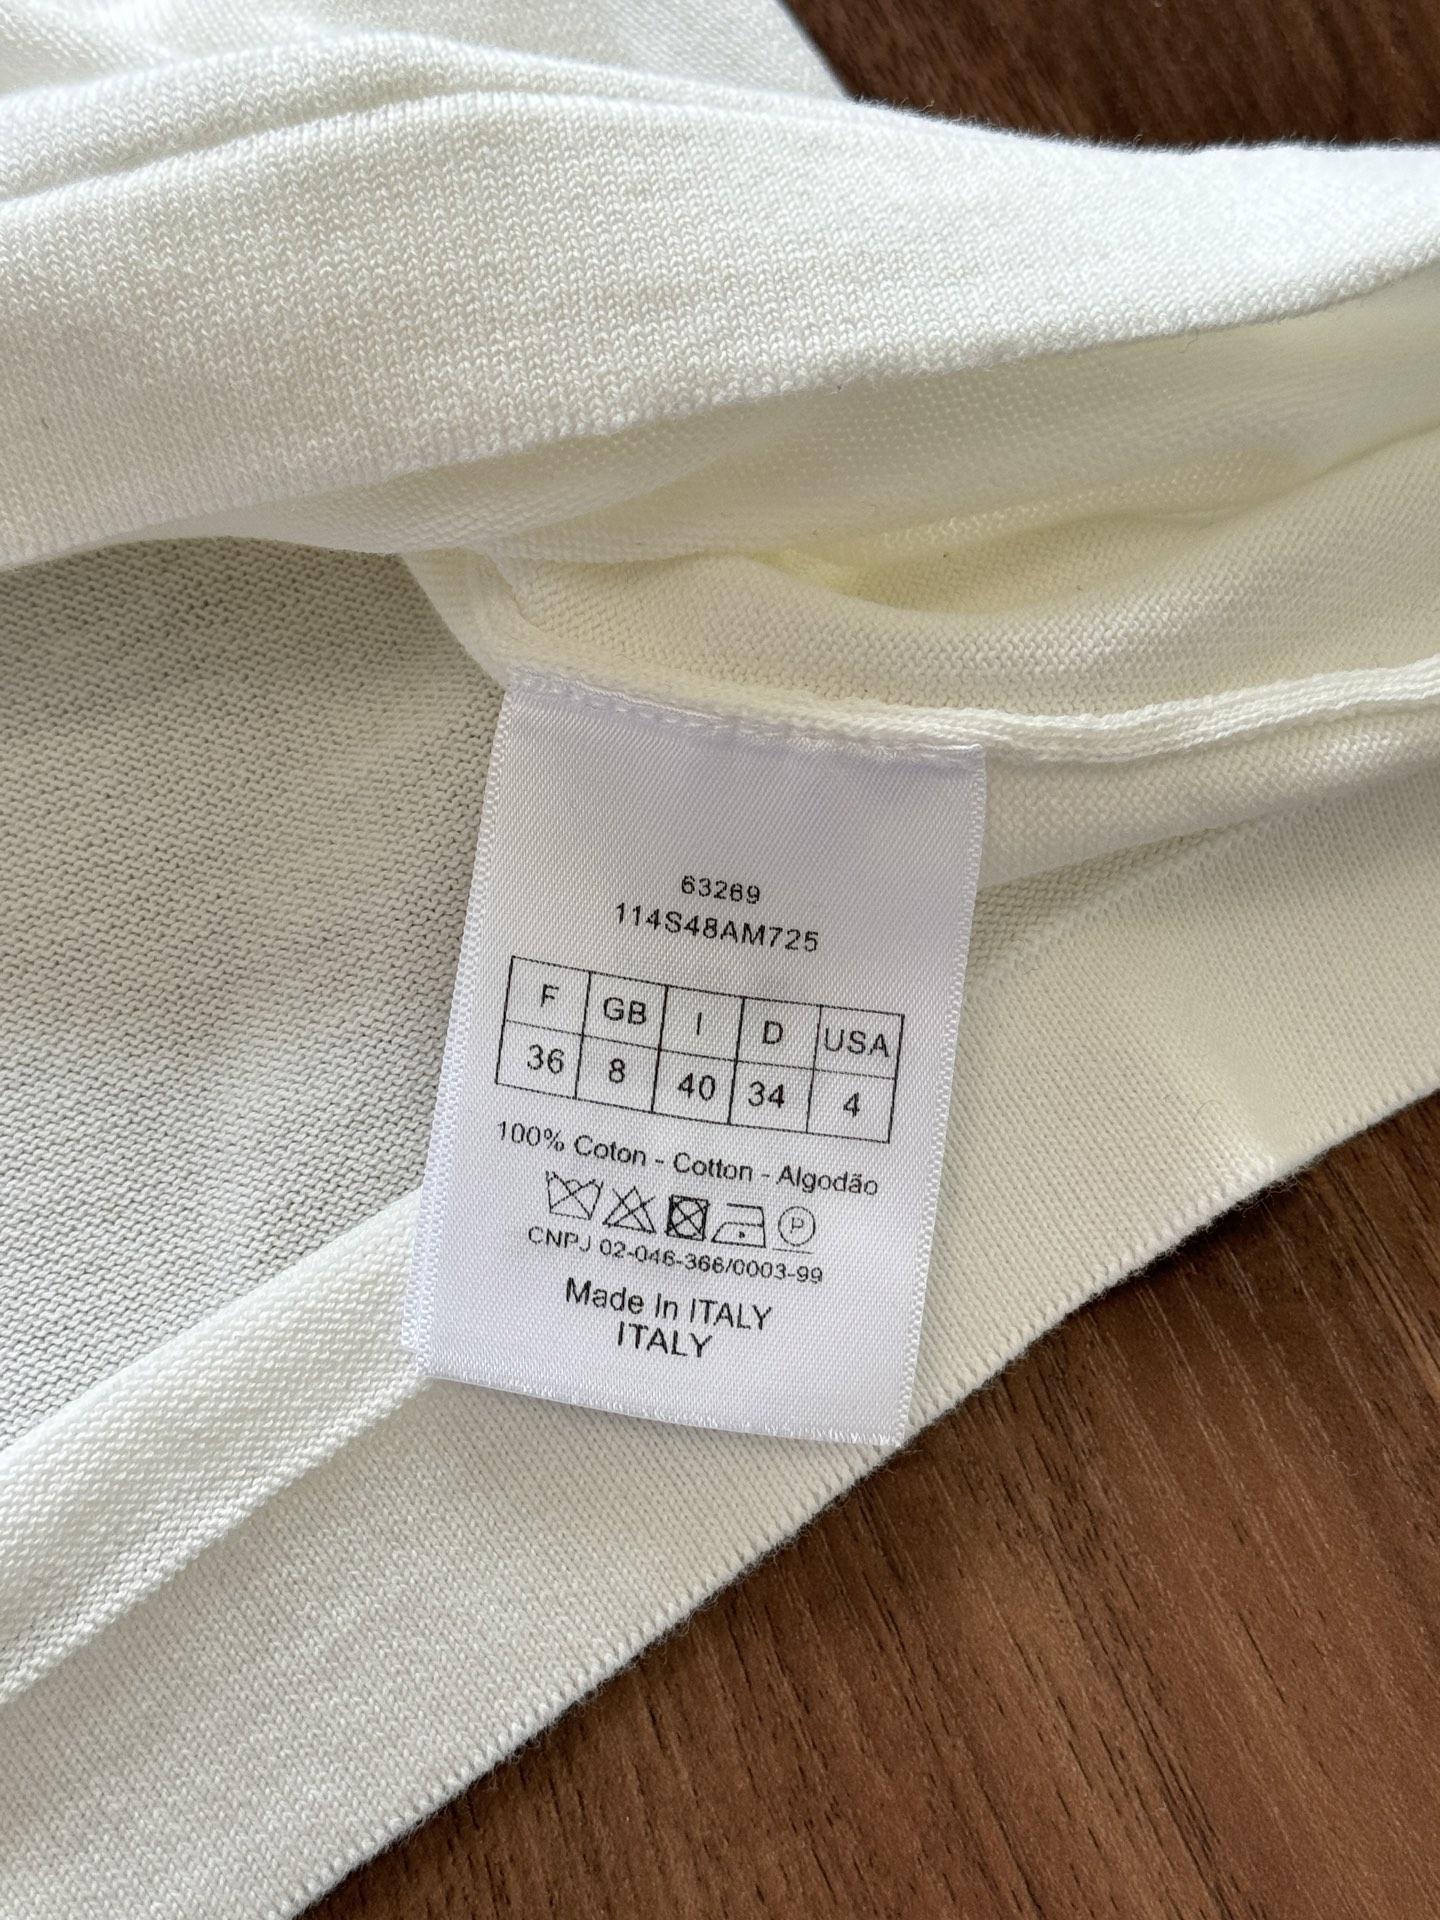 63269
114S48AM725
F GB I D USA
36 8 40 34 4
100% Coton - Cotton - Algodão
P
CNPJ 02-046-366/0003-99
Made In ITALY
ITALY